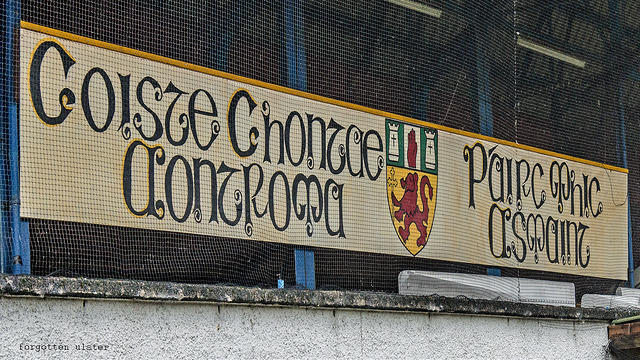 Coiste Chontae
Aontroma
Páirc Mhic
Asmaint
forgotten ulster